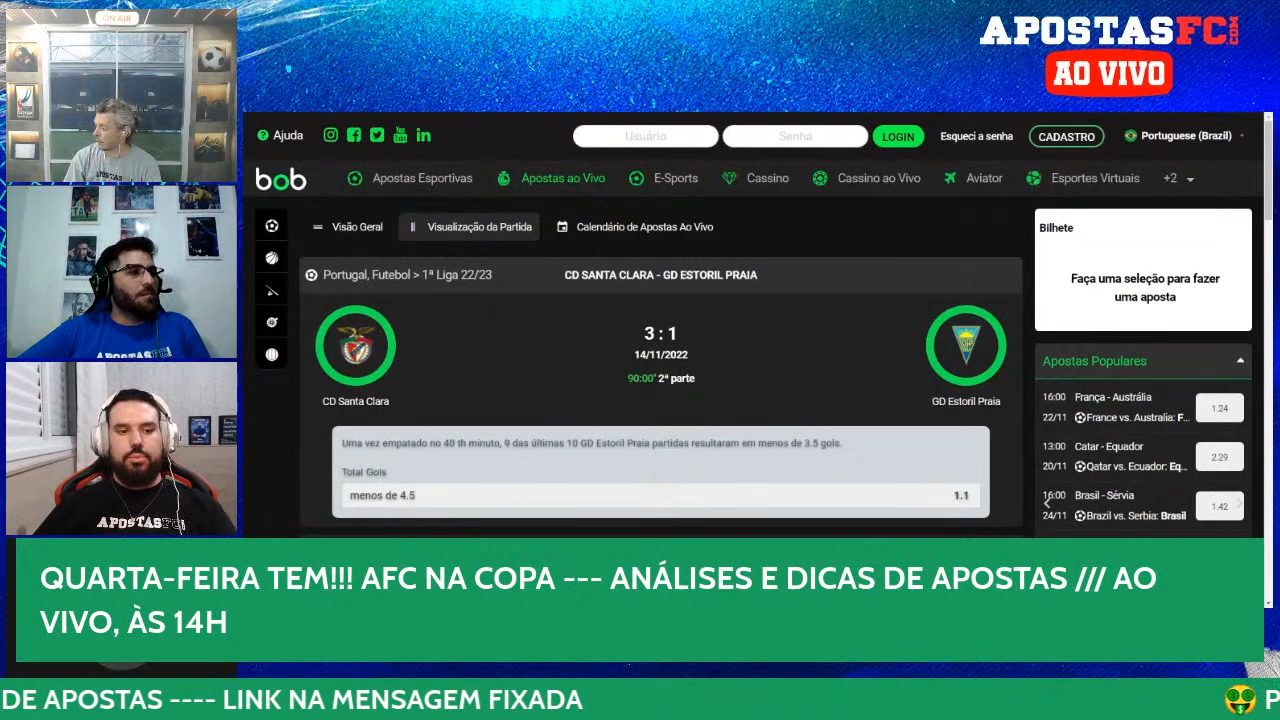 ON AIR
APOSTASFC.COM
AO VIVO
Ajuda
Usuário
Senha
LOGIN
Esqueci a senha
CADASTRO
Portuguese (Brazil)
bob
Apostas Esportivas
Apostas ao Vivo
E-Sports
Cassino
Cassino ao Vivo
Aviator
Esportes Virtuais
+2
Visão Geral
Visualização da Partida
Calendário de Apostas Ao Vivo
Portugal, Futebol > 1ª Liga 22/23
CD SANTA CLARA - GD ESTORIL PRAIA
3 : 1
14/11/2022
90:00" 2ª parte
CD Santa Clara
GD Estoril Praia
Uma vez empatado no 40 th minuto, 9 das últimas 10 GD Estoril Praia partidas resultaram em menos de 3.5 gols.
Total Gols
menos de 4.5 1.1
Bilhete
Faça uma seleção para fazer
uma aposta
Apostas Populares
16:00 França - Austrália
22/11 France vs. Australia: F... 1.24
13:00 Catar - Equador
20/11 Qatar vs. Ecuador: Eq... 2.29
16:00 Brasil - Sérvia
24/11 Brazil vs. Serbia: Brasil 1.42
APOSTASFC
APOSTASFC
QUARTA-FEIRA TEM!!! AFC NA COPA --- ANÁLISES E DICAS DE APOSTAS /// AO
VIVO, ÀS 14H
DE APOSTAS ---- LINK NA MENSAGEM FIXADA
P